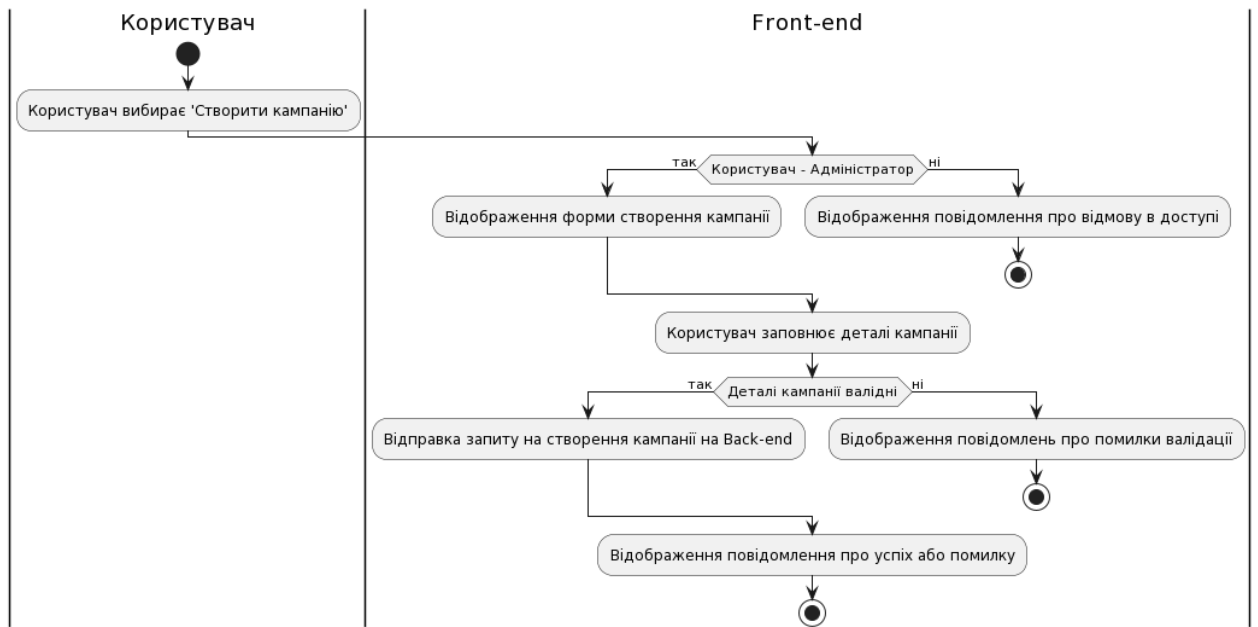 Користувач
Front-end
Користувач вибирає 'Створити кампанію'
так
Користувач - Адміністратор
ні
Відображення форми створення кампанії
Відображення повідомлення про відмову в доступі
Користувач заповнює деталі кампанії
так
Деталі кампанії валідні
ні
Відправка запиту на створення кампанії на Back-end
Відображення повідомлень про помилки валідації
Відображення повідомлення про успіх або помилку